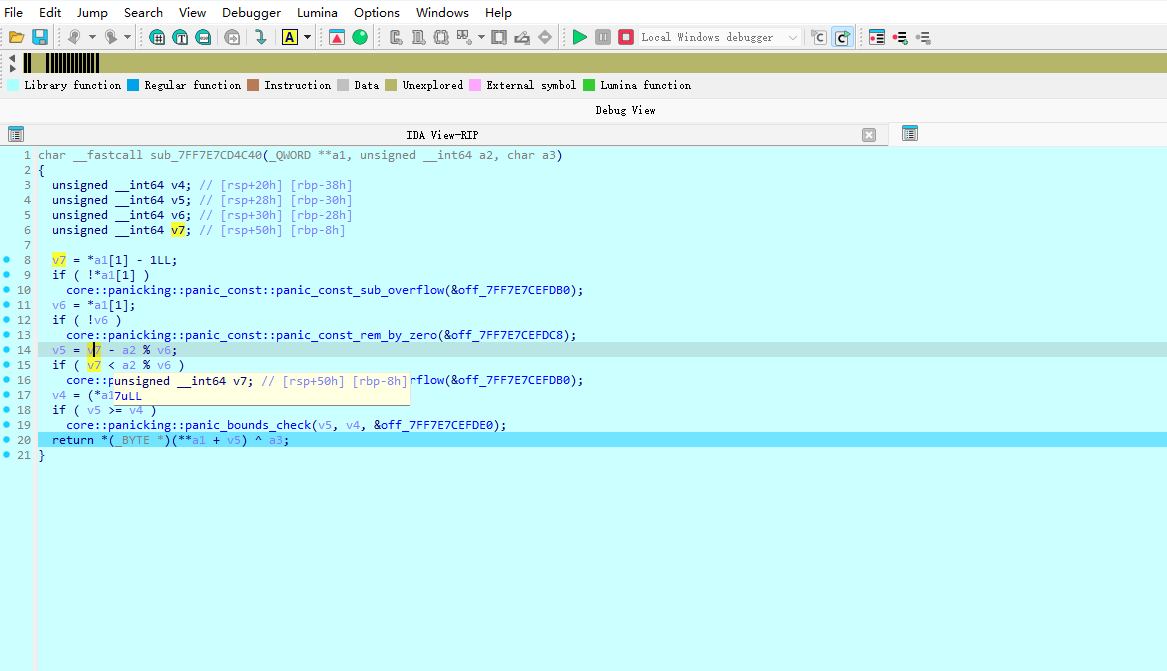 File Edit Jump Search View Debugger Lumina Options Windows Help
A Local Windows debugger
Library function Regular function Instruction Data Unexplored External symbol Lumina function
Debug View
IDA View-RIP
1 char __fastcall sub_7FF7E7CD4C40(_QWORD **a1, unsigned __int64 a2, char a3)
2 {
3 unsigned __int64 v4; // [rsp+20h] [rbp-38h]
4 unsigned __int64 v5; // [rsp+28h] [rbp-30h]
5 unsigned __int64 v6; // [rsp+30h] [rbp-28h]
6 unsigned __int64 v7; // [rsp+50h] [rbp-8h]
7
8 v7 = *a1[1] - 1LL;
9 if ( !*a1[1] )
10 core::panicking::panic_const::panic_const_sub_overflow(&off_7FF7E7CEFDB0);
11 v6 = *a1[1];
12 if ( !v6 )
13 core::panicking::panic_const::panic_const_rem_by_zero(&off_7FF7E7CEFDC8);
14 v5 = v7 - a2 % v6;
15 if ( v7 < a2 % v6 )
16 core::p unsigned __int64 v7; // [rsp+50h] [rbp-8h] rflow(&off_7FF7E7CEFDB0);
17 v4 = (*a1 7uLL
18 if ( v5 >= v4 )
19 core::panicking::panic_bounds_check(v5, v4, &off_7FF7E7CEFDE0);
20 return *(_BYTE *)(**a1 + v5) ^ a3;
21 }